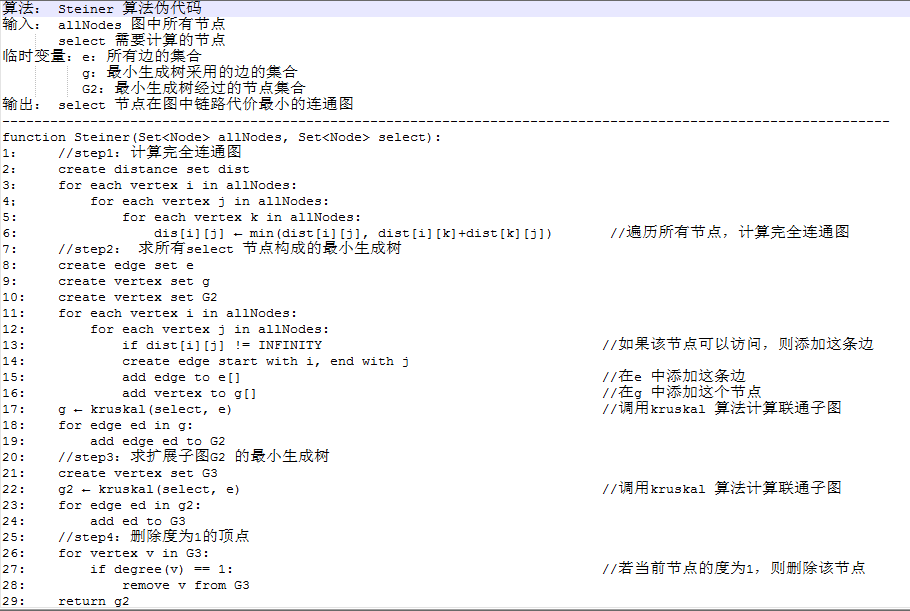 算法： Steiner 算法伪代码
输入： allNodes 图中所有节点
select 需要计算的节点
临时变量：e：所有边的集合
g：最小生成树采用的边的集合
G2：最小生成树经过的节点集合
输出： select 节点在图中链路代价最小的连通图
---------------------------------------------------------------------------------------------------------------
function Steiner(Set<Node> allNodes, Set<Node> select):
1: //step1：计算完全连通图
2: create distance set dist
3: for each vertex i in allNodes:
4; for each vertex j in allNodes:
5: for each vertex k in allNodes:
6: dis[i][j] ← min(dist[i][j], dist[i][k]+dist[k][j]) //遍历所有节点，计算完全连通图
7: //step2： 求所有select 节点构成的最小生成树
8: create edge set e
9: create vertex set g
10: create vertex set G2
11: for each vertex i in allNodes:
12: for each vertex j in allNodes:
13: if dist[i][j] != INFINITY //如果该节点可以访问，则添加这条边
14: create edge start with i, end with j
15: add edge to e[] //在e 中添加这条边
16: add vertex to g[] //在g 中添加这个节点
17: g ← kruskal(select, e) //调用kruskal 算法计算联通子图
18: for edge ed in g:
19: add edge ed to G2
20: //step3：求扩展子图G2 的最小生成树
21: create vertex set G3
22: g2 ← kruskal(select, e) //调用kruskal 算法计算联通子图
23: for edge ed in g2:
24: add ed to G3
25: //step4：删除度为1的顶点
26: for vertex v in G3:
27: if degree(v) == 1: //若当前节点的度为1，则删除该节点
28: remove v from G3
29: return g2